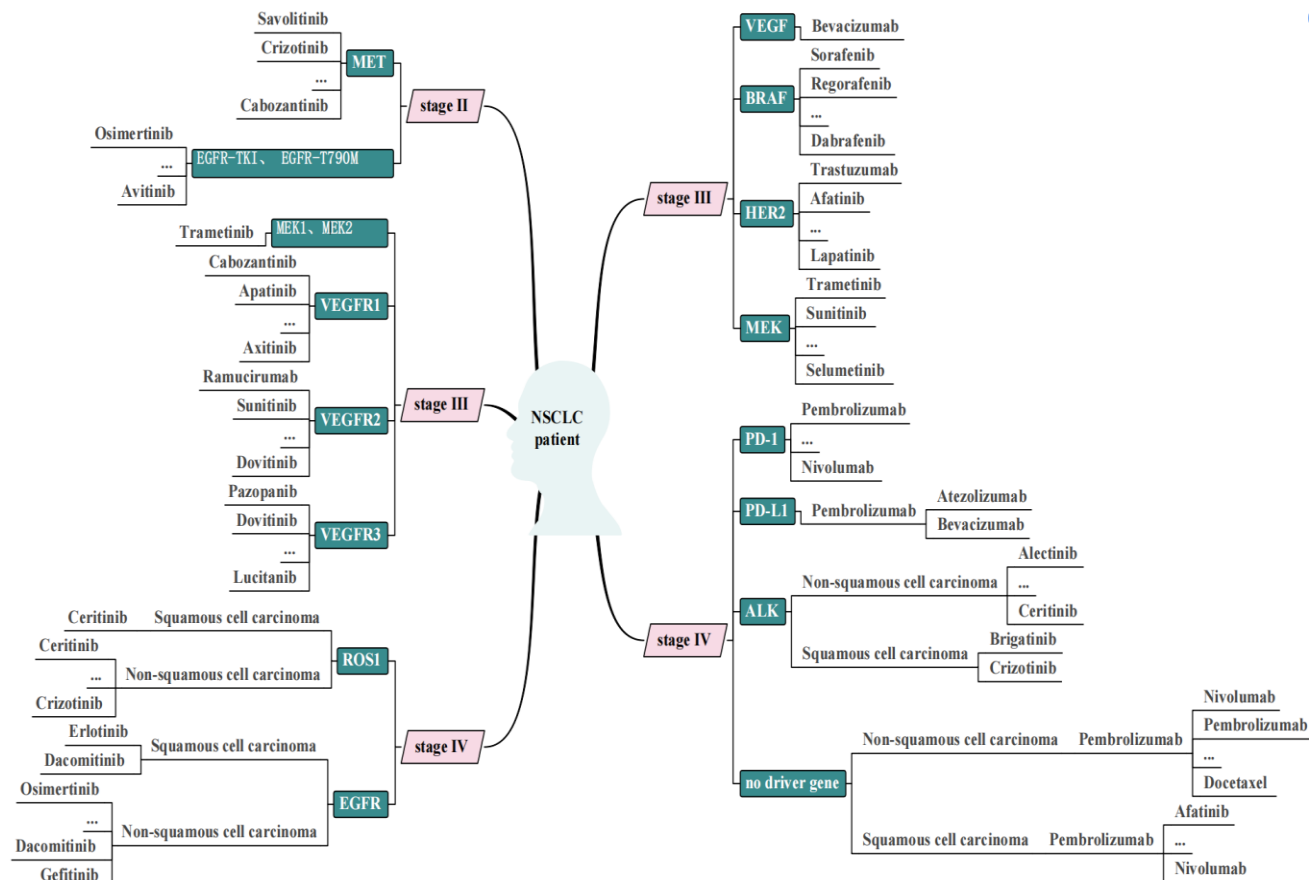 Savolitinib
Crizotinib
...
Cabozantinib
MET
Osimertinib
...
Avitinib
EGFR-TKI、 EGFR-T790M
stage II
Trametinib
MEK1、MEK2
Cabozantinib
Apatinib
...
Axitinib
VEGFR1
Ramucirumab
Sunitinib
...
Dovitinib
VEGFR2
Pazopanib
Dovitinib
...
Lucitanib
VEGFR3
stage III
Ceritinib
Squamous cell carcinoma
Ceritinib
...
Crizotinib
Non-squamous cell carcinoma
ROS1
Erlotinib
Dacomitinib
Squamous cell carcinoma
Osimertinib
...
Dacomitinib
Gefitinib
Non-squamous cell carcinoma
EGFR
stage IV
NSCLC
patient
stage III
VEGF
Bevacizumab
BRAF
Sorafenib
Regorafenib
...
Dabrafenib
HER2
Trastuzumab
Afatinib
...
Lapatinib
MEK
Trametinib
Sunitinib
...
Selumetinib
stage IV
PD-1
Pembrolizumab
...
Nivolumab
PD-L1
Pembrolizumab
Atezolizumab
Bevacizumab
ALK
Non-squamous cell carcinoma
Alectinib
...
Ceritinib
Squamous cell carcinoma
Brigatinib
Crizotinib
no driver gene
Non-squamous cell carcinoma
Pembrolizumab
Nivolumab
Pembrolizumab
...
Docetaxel
Squamous cell carcinoma
Pembrolizumab
Afatinib
...
Nivolumab